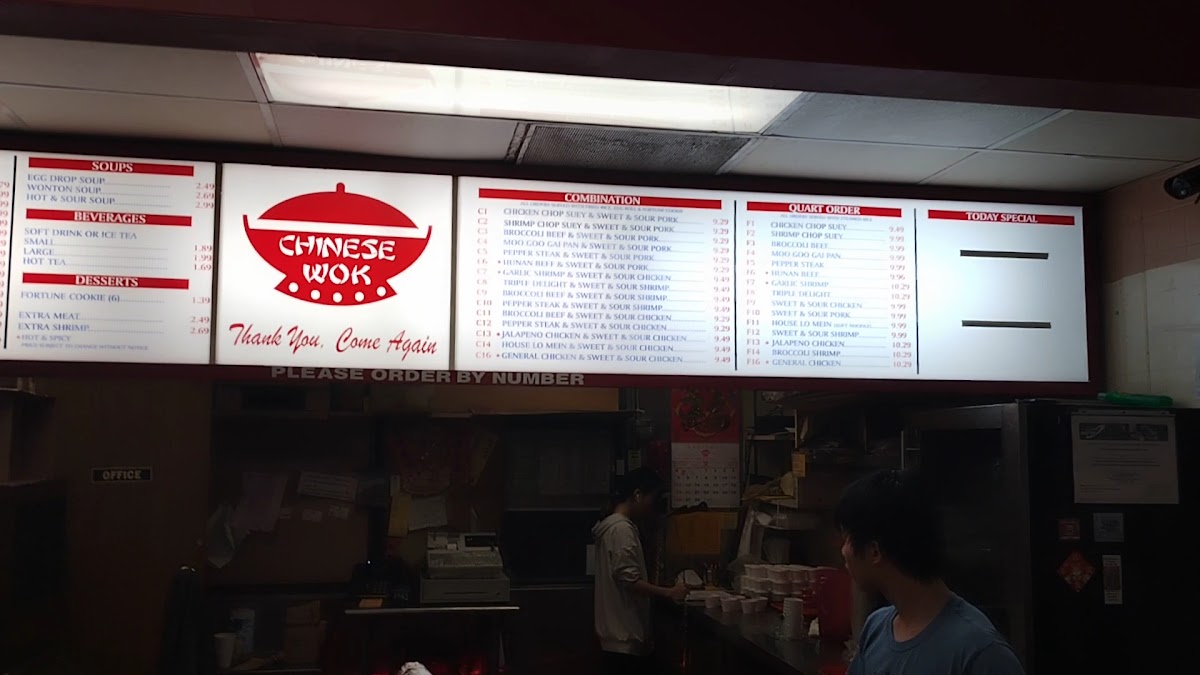 SOUPS
EGG DROP SOUP 2.49
WONTON SOUP 2.69
HOT & SOUR SOUP 2.99
BEVERAGES
SOFT DRINK OR ICE TEA
SMALL 1.89
LARGE 1.99
HOT TEA 1.69
DESSERTS
FORTUNE COOKIE (6) 1.39
EXTRA MEAT 2.49
EXTRA SHRIMP 2.69
* HOT & SPICY
PRICE SUBJECT TO CHANGE WITHOUT NOTICE
CHINESE
WOK
Thank You, Come Again
COMBINATION
C1 CHICKEN CHOP SUEY & SWEET & SOUR PORK 9.29
C2 SHRIMP CHOP SUEY & SWEET & SOUR PORK 9.29
C3 BROCCOLI BEEF & SWEET & SOUR PORK 9.29
C4 MOO GOO GAI PAN & SWEET & SOUR PORK 9.29
C5 PEPPER STEAK & SWEET & SOUR PORK 9.29
C6 * HUNAN BEEF & SWEET & SOUR PORK 9.29
C7 * GARLIC SHRIMP & SWEET & SOUR CHICKEN 9.49
C8 TRIPLE DELIGHT & SWEET & SOUR SHRIMP 9.49
C9 BROCCOLI BEEF & SWEET & SOUR SHRIMP 9.49
C10 PEPPER STEAK & SWEET & SOUR SHRIMP 9.49
C11 BROCCOLI BEEF & SWEET & SOUR CHICKEN 9.29
C12 PEPPER STEAK & SWEET & SOUR CHICKEN 9.29
C13 * JALAPENO CHICKEN & SWEET & SOUR CHICKEN 9.49
C14 HOUSE LO MEIN & SWEET & SOUR CHICKEN 9.49
C16 * GENERAL CHICKEN & SWEET & SOUR CHICKEN 9.49
QUART ORDER
F1 CHICKEN CHOP SUEY 9.49
F2 SHRIMP CHOP SUEY 9.99
F3 BROCCOLI BEEF 9.99
F4 MOO GOO GAI PAN 9.99
F5 PEPPER STEAK 9.99
F6 * HUNAN BEEF 9.96
F7 * GARLIC SHRIMP 10.29
F8 TRIPLE DELIGHT 10.29
F9 SWEET & SOUR CHICKEN 9.99
F10 SWEET & SOUR PORK 9.99
F11 HOUSE LO MEIN 9.99
F12 SWEET & SOUR SHRIMP 9.99
F13 * JALAPENO CHICKEN 10.29
F14 BROCCOLI SHRIMP 9.99
F16 * GENERAL CHICKEN 10.29
TODAY SPECIAL
PLEASE ORDER BY NUMBER
OFFICE